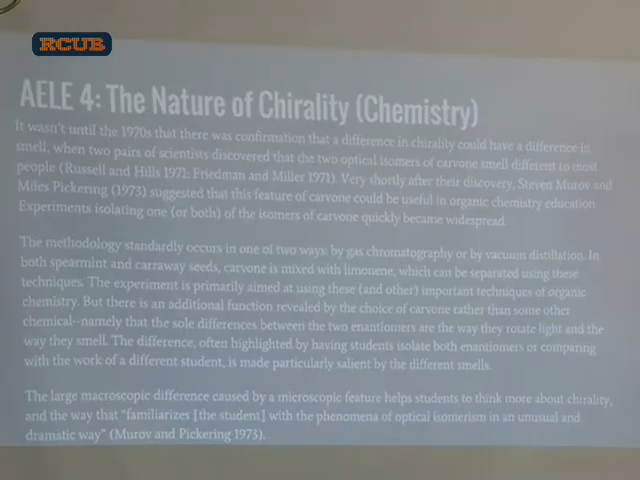 RCUB
AELE 4: The Nature of Chirality (Chemistry)
It wasn't until the 1970s that there was confirmation that a difference in chirality could have a difference in
smell, when two pairs of scientists discovered that the two optical isomers of carvone smell different to most
people (Russell and Hills 1971; Friedman and Miller 1971). Very shortly after their discovery, Steven Murov and
Miles Pickering (1973) suggested that this feature of carvone could be useful in organic chemistry education.
Experiments isolating one (or both) of the isomers of carvone quickly became widespread.
The methodology standardly occurs in one of two ways: by gas chromatography or by vacuum distillation. In
both spearmint and carraway seeds, carvone is mixed with limonene, which can be separated using these
techniques. The experiment is primarily aimed at using these (and other) important techniques of organic
chemistry. But there is an additional function revealed by the choice of carvone rather than some other
chemical--namely that the sole differences between the two enantiomers are the way they rotate light and the
way they smell. The difference, often highlighted by having students isolate both enantiomers or comparing
with the work of a different student, is made particularly salient by the different smells.
The large macroscopic difference caused by a microscopic feature helps students to think more about chirality,
and the way that "familiarizes [the student] with the phenomena of optical isomerism in an unusual and
dramatic way" (Murov and Pickering 1973).